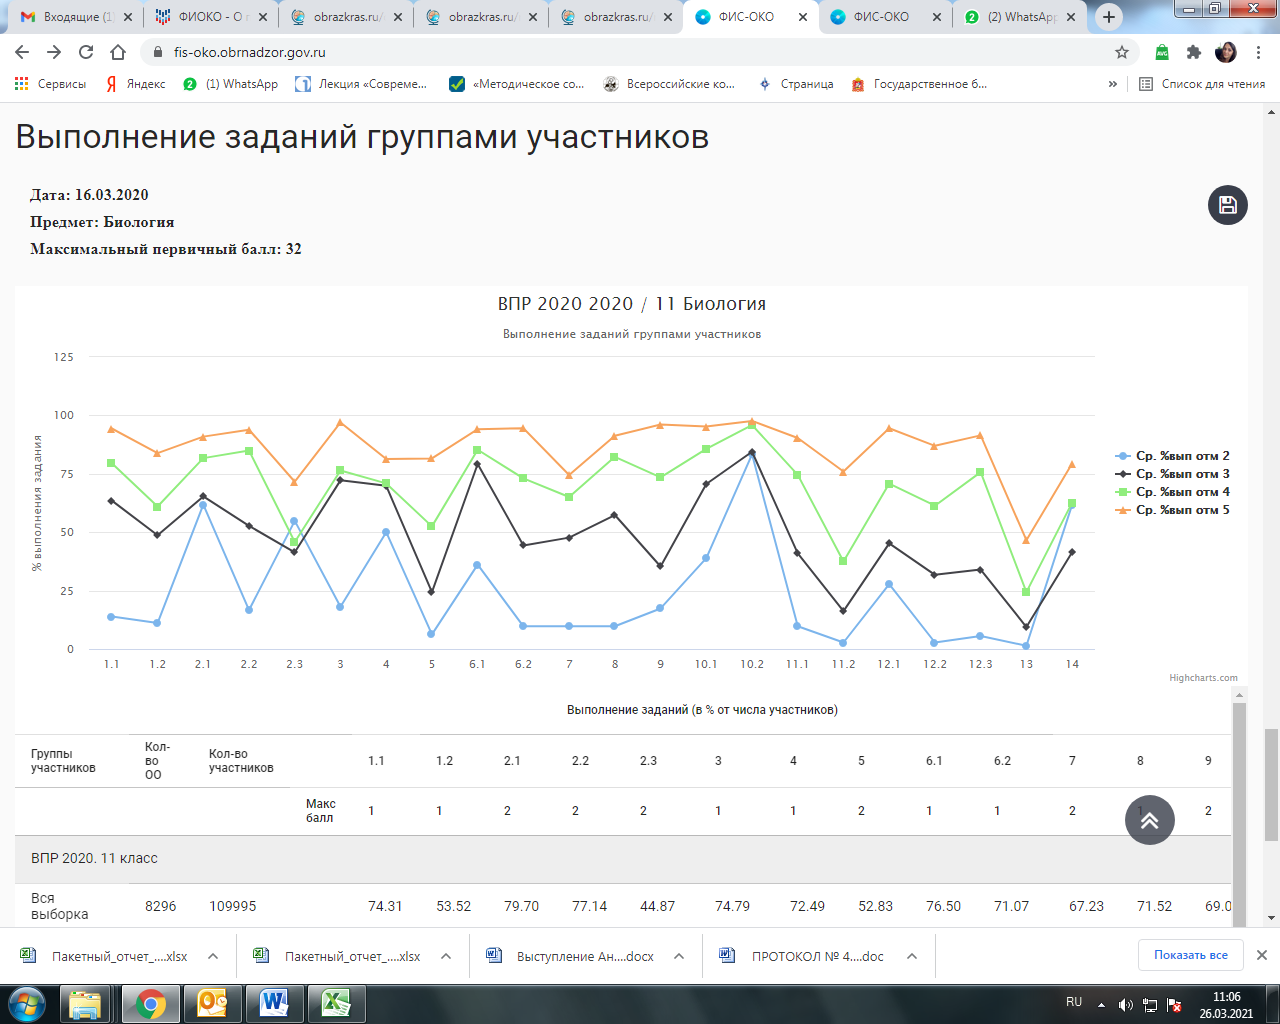 Входящие (1)
ФИОКО - О п
obrazkras.ru/
obrazkras.ru/
obrazkras.ru/
ФИС-ОКО
ФИС-ОКО
(2) WhatsApp
fis-oko.obrnadzor.gov.ru
Сервисы
Яндекс
(1) WhatsApp
Лекция «Совреме...
«Методическое со...
Всероссийские ко...
Страница
Государственное б...
»
Список для чтения
Выполнение заданий группами участников
Дата: 16.03.2020
Предмет: Биология
Максимальный первичный балл: 32
ВПР 2020 2020 / 11 Биология
Выполнение заданий группами участников
% выполнения задания
125
100
75
50
25
0
1.1 1.2 2.1 2.2 2.3 3 4 5 6.1 6.2 7 8 9 10.1 10.2 11.1 11.2 12.1 12.2 12.3 13 14
Ср. %вып отм 2
Ср. %вып отм 3
Ср. %вып отм 4
Ср. %вып отм 5
Highcharts.com
Выполнение заданий (в % от числа участников)
Группы участников Кол-во ОО Кол-во участников 1.1 1.2 2.1 2.2 2.3 3 4 5 6.1 6.2 7 8 9
Макс балл 1 1 2 2 2 1 1 2 1 1 2 1 2
ВПР 2020. 11 класс
Вся выборка 8296 109995 74.31 53.52 79.70 77.14 44.87 74.79 72.49 52.83 76.50 71.07 67.23 71.52 69.0
Пакетный_отчет_....xlsx
Пакетный_отчет_....xlsx
Выступление Ан....docx
ПРОТОКОЛ № 4....doc
Показать все
RU
11:06
26.03.2021